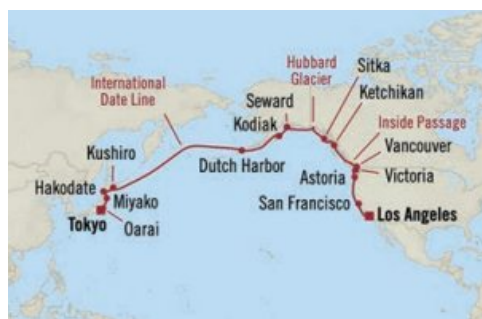 Hubbard
Glacier
Sitka
International
Date Line
Ketchikan
Seward
Kodiak
Inside Passage
Vancouver
Kushiro
Dutch Harbor
Victoria
Astoria
Hakodate
Miyako
San Francisco
Los Angeles
Tokyo
Oarai